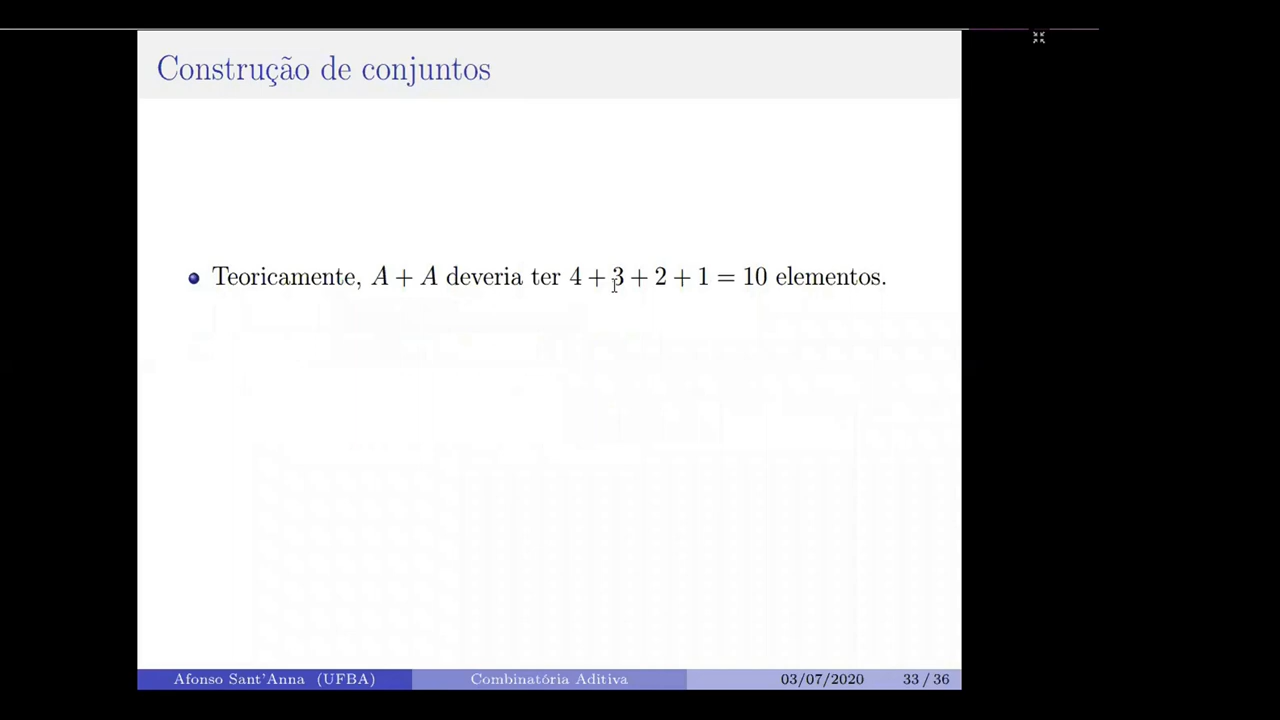 Construção de conjuntos
Teoricamente, A + A deveria ter 4 + 3 + 2 + 1 = 10 elementos.
Afonso Sant'Anna (UFBA) Combinatória Aditiva 03/07/2020 33 / 36